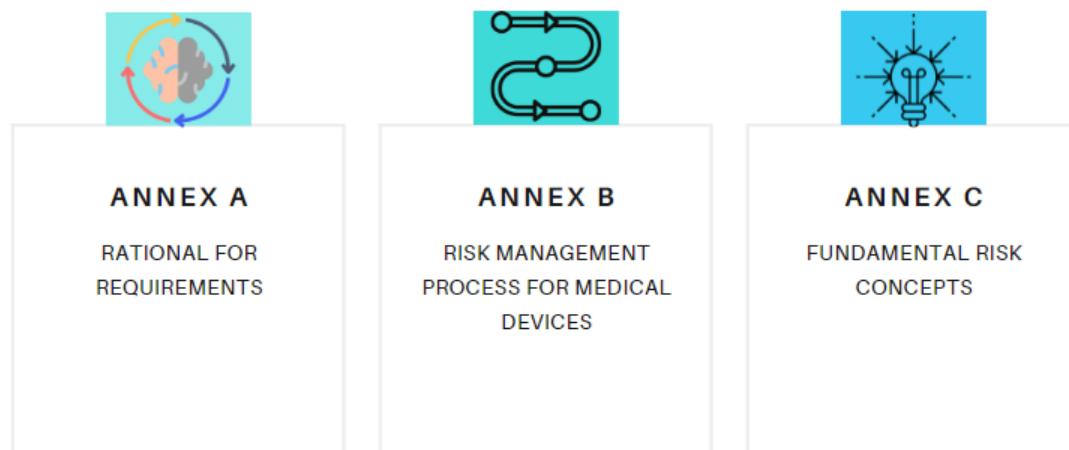 ANNEX A
RATIONAL FOR
REQUIREMENTS
ANNEX B
RISK MANAGEMENT
PROCESS FOR MEDICAL
DEVICES
ANNEX C
FUNDAMENTAL RISK
CONCEPTS